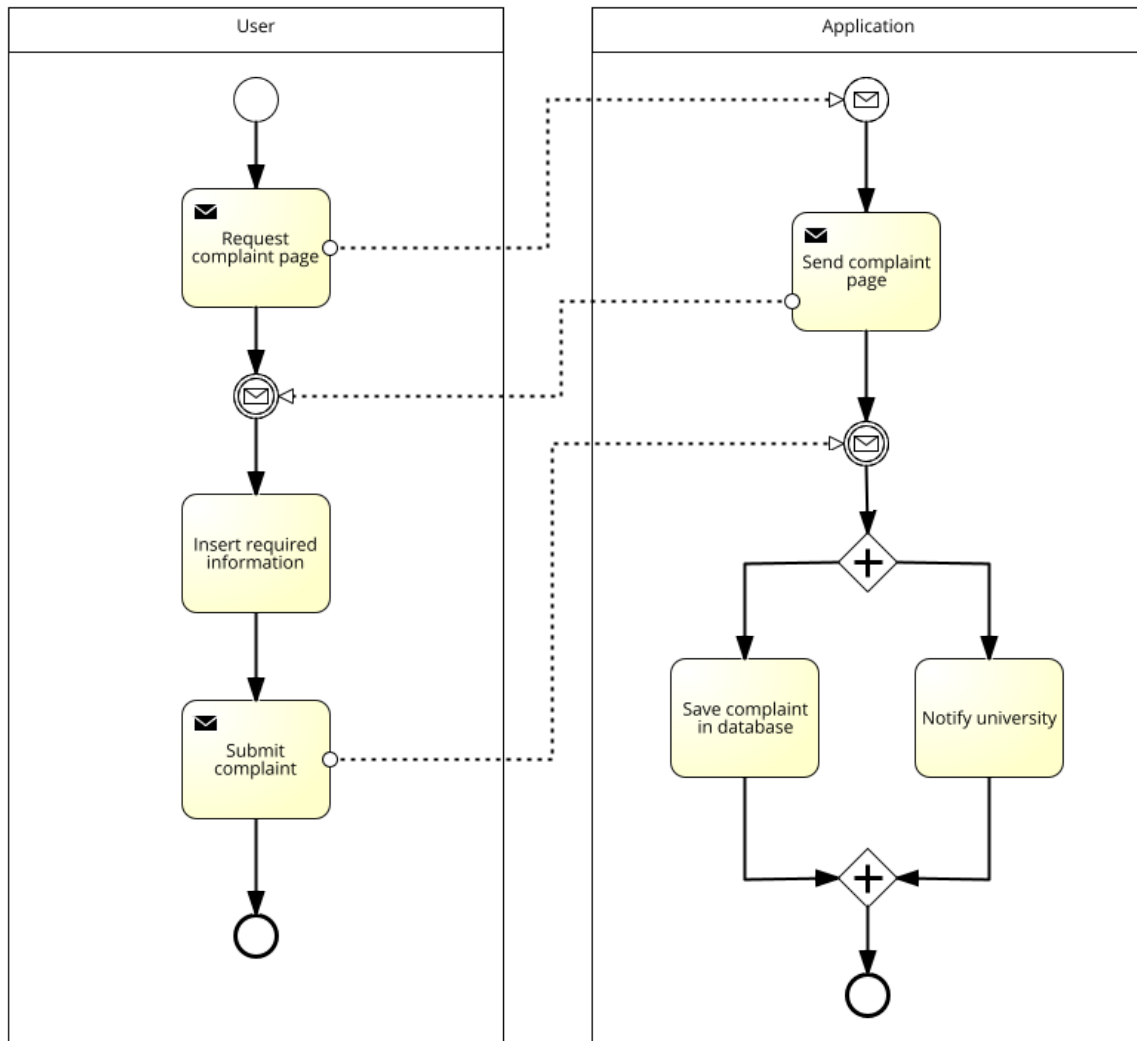 User
Application
Request
complaint page
Send complaint
page
Insert required
information
Save complaint
in database
Notify university
Submit
complaint